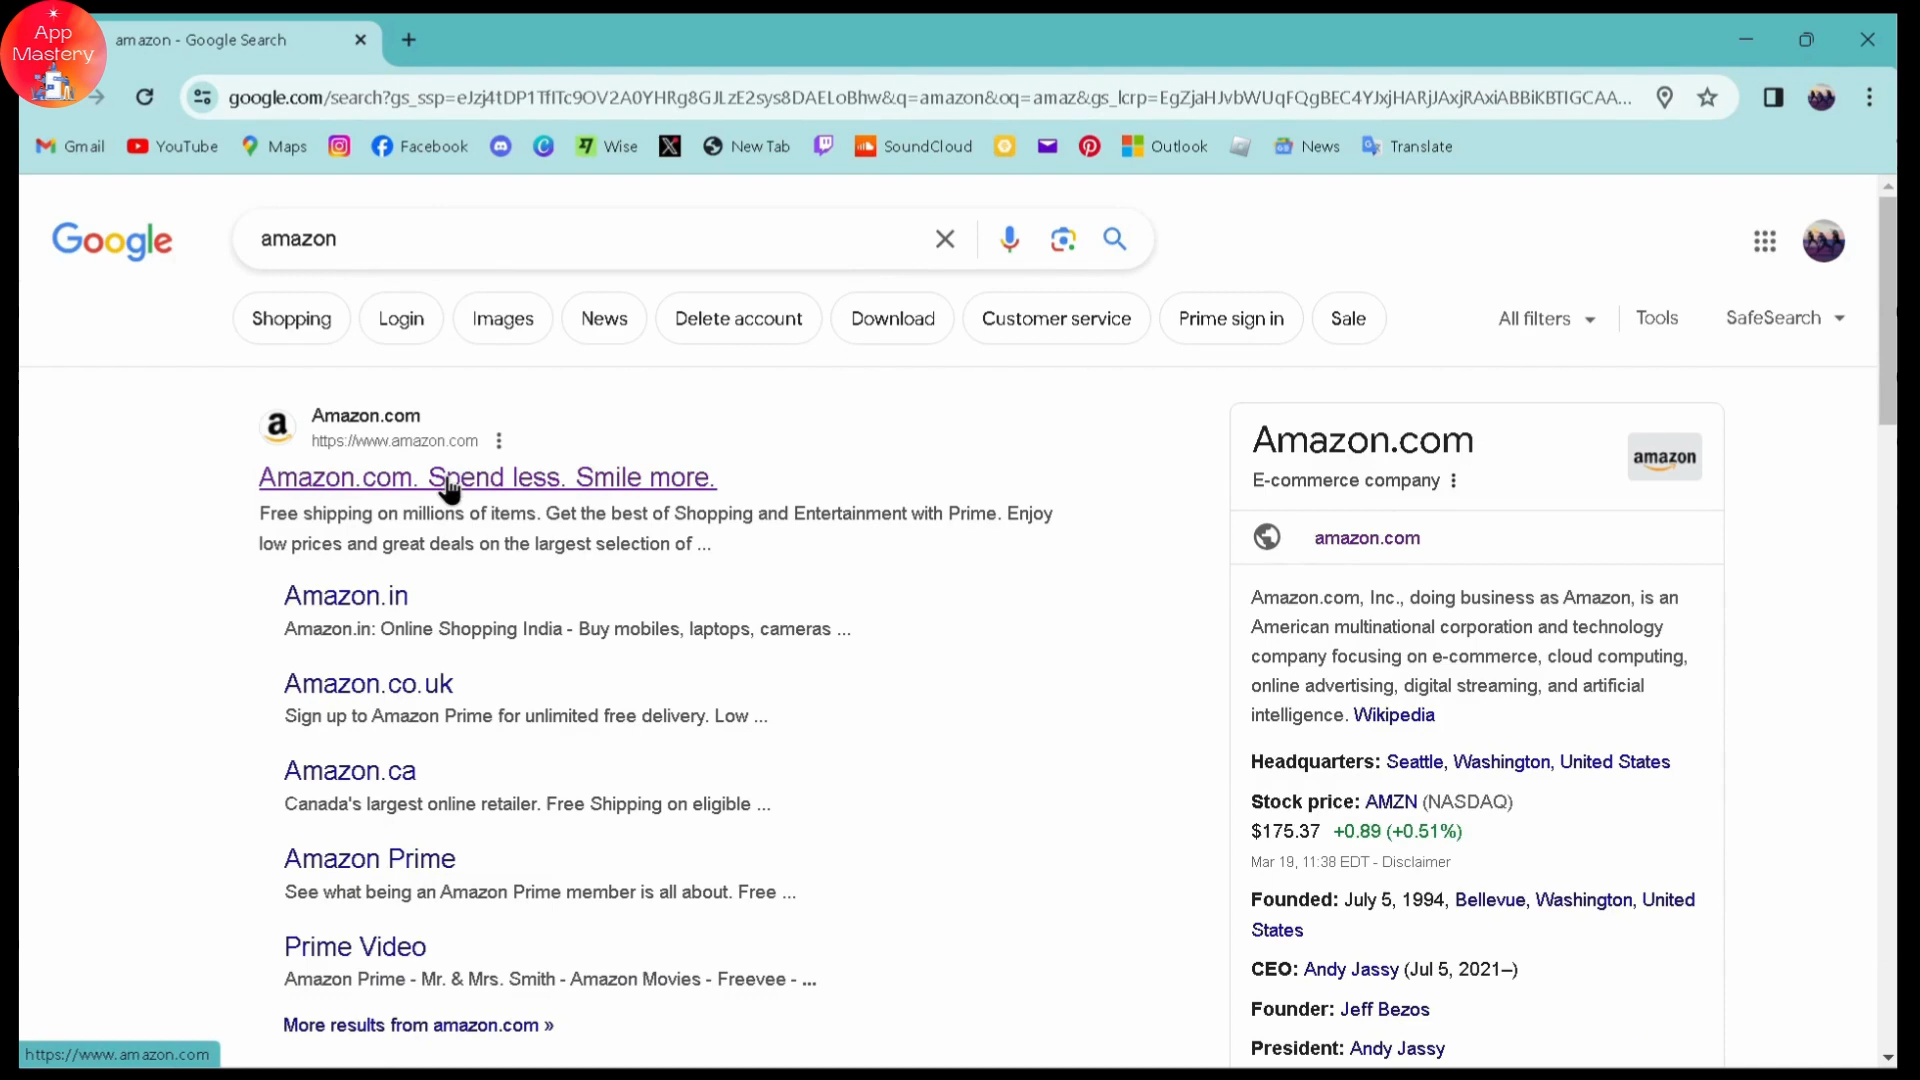 App
Mastery
amazon - Google Search
google.com/search?gs_ssp=eJzj4tDP1TfITc9OV2A0YHRg8GJLzE2sys8DAELoBhw&q=amazon&oq=amaz&gs_lcrp=EgZjaHJvbWUqFQgBEC4YJxjHARjJAxjRAxiABBiKBTIGCAA...
Gmail YouTube Maps Facebook Wise New Tab SoundCloud Outlook News Translate
Google
amazon
Shopping Login Images News Delete account Download Customer service Prime sign in Sale All filters Tools SafeSearch
Amazon.com
https://www.amazon.com
Amazon.com. Spend less. Smile more.
Free shipping on millions of items. Get the best of Shopping and Entertainment with Prime. Enjoy
low prices and great deals on the largest selection of ...
Amazon.in
Amazon.in: Online Shopping India - Buy mobiles, laptops, cameras ...
Amazon.co.uk
Sign up to Amazon Prime for unlimited free delivery. Low ...
Amazon.ca
Canada's largest online retailer. Free Shipping on eligible ...
Amazon Prime
See what being an Amazon Prime member is all about. Free ...
Prime Video
Amazon Prime - Mr. & Mrs. Smith - Amazon Movies - Freevee - ...
More results from amazon.com »
Amazon.com
amazon
E-commerce company
amazon.com
Amazon.com, Inc., doing business as Amazon, is an
American multinational corporation and technology
company focusing on e-commerce, cloud computing,
online advertising, digital streaming, and artificial
intelligence. Wikipedia
Headquarters: Seattle, Washington, United States
Stock price: AMZN (NASDAQ)
$175.37 +0.89 (+0.51%)
Mar 19, 11:38 EDT - Disclaimer
Founded: July 5, 1994, Bellevue, Washington, United
States
CEO: Andy Jassy (Jul 5, 2021–)
Founder: Jeff Bezos
President: Andy Jassy
https://www.amazon.com